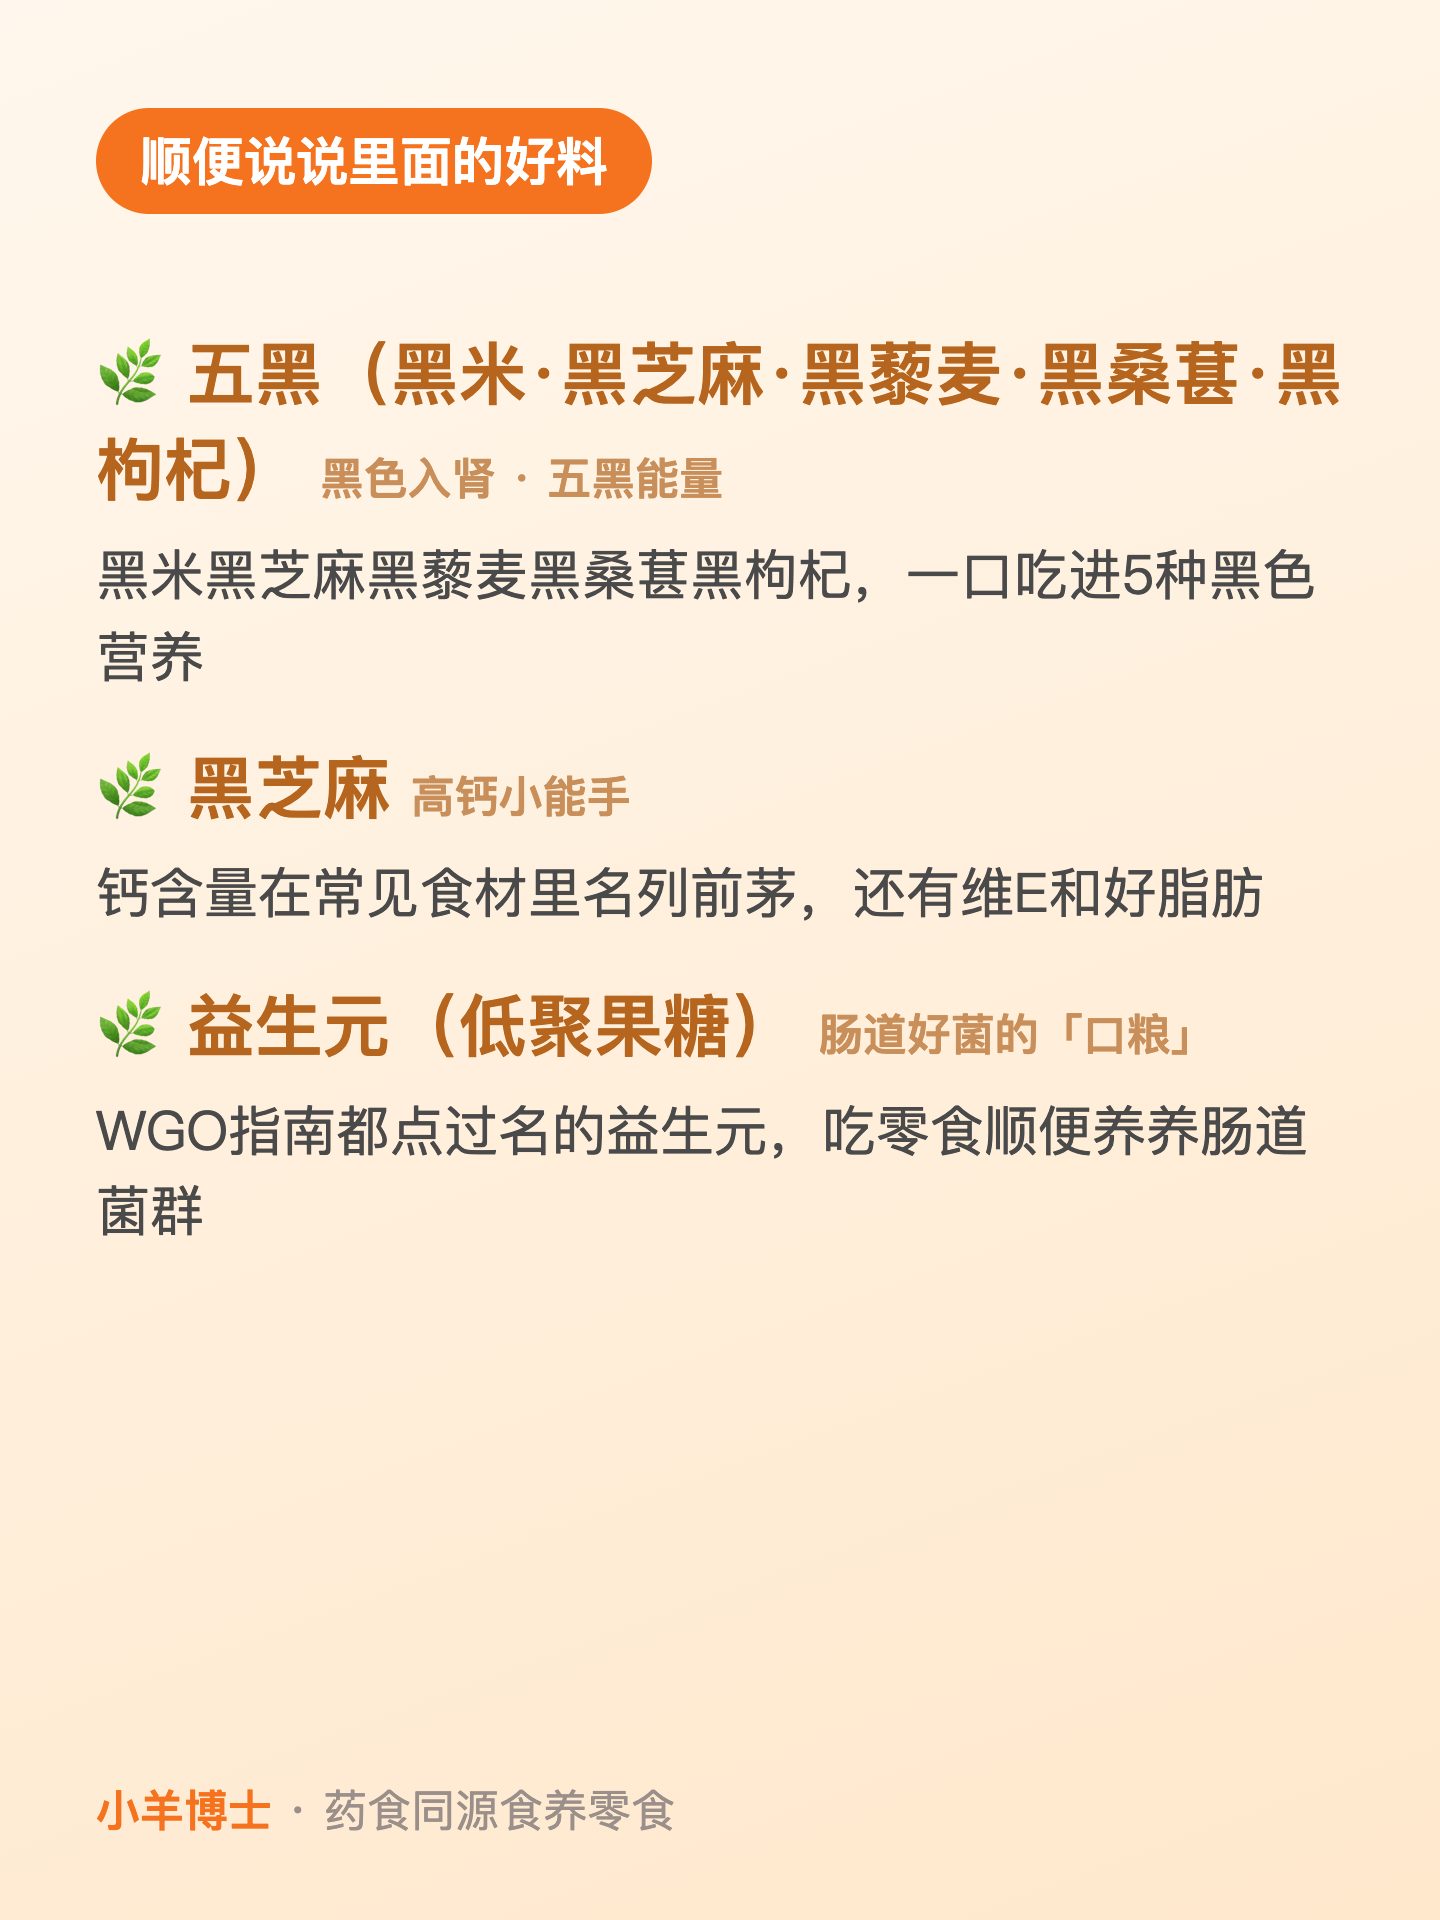 顺便说说里面的好料
🌿 五黑（黑米·黑芝麻·黑藜麦·黑桑葚·黑
枸杞） 黑色入肾 · 五黑能量
黑米黑芝麻黑藜麦黑桑葚黑枸杞，一口吃进5种黑色
营养
🌿 黑芝麻 高钙小能手
钙含量在常见食材里名列前茅，还有维E和好脂肪
🌿 益生元（低聚果糖） 肠道好菌的「口粮」
WGO指南都点过名的益生元，吃零食顺便养养肠道
菌群
小羊博士 · 药食同源食养零食